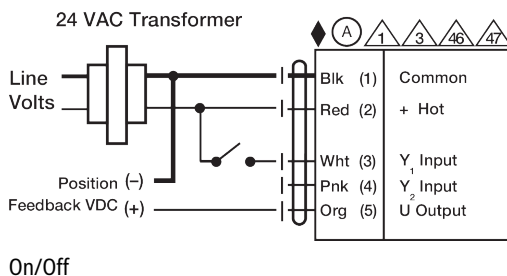 24 VAC Transformer
A 1 3 46 47
Line
Volts
Blk (1) Common
Red (2) + Hot
Wht (3) Y1 Input
Pnk (4) Y2 Input
Org (5) U Output
Position (–)
Feedback VDC (+)
On/Off